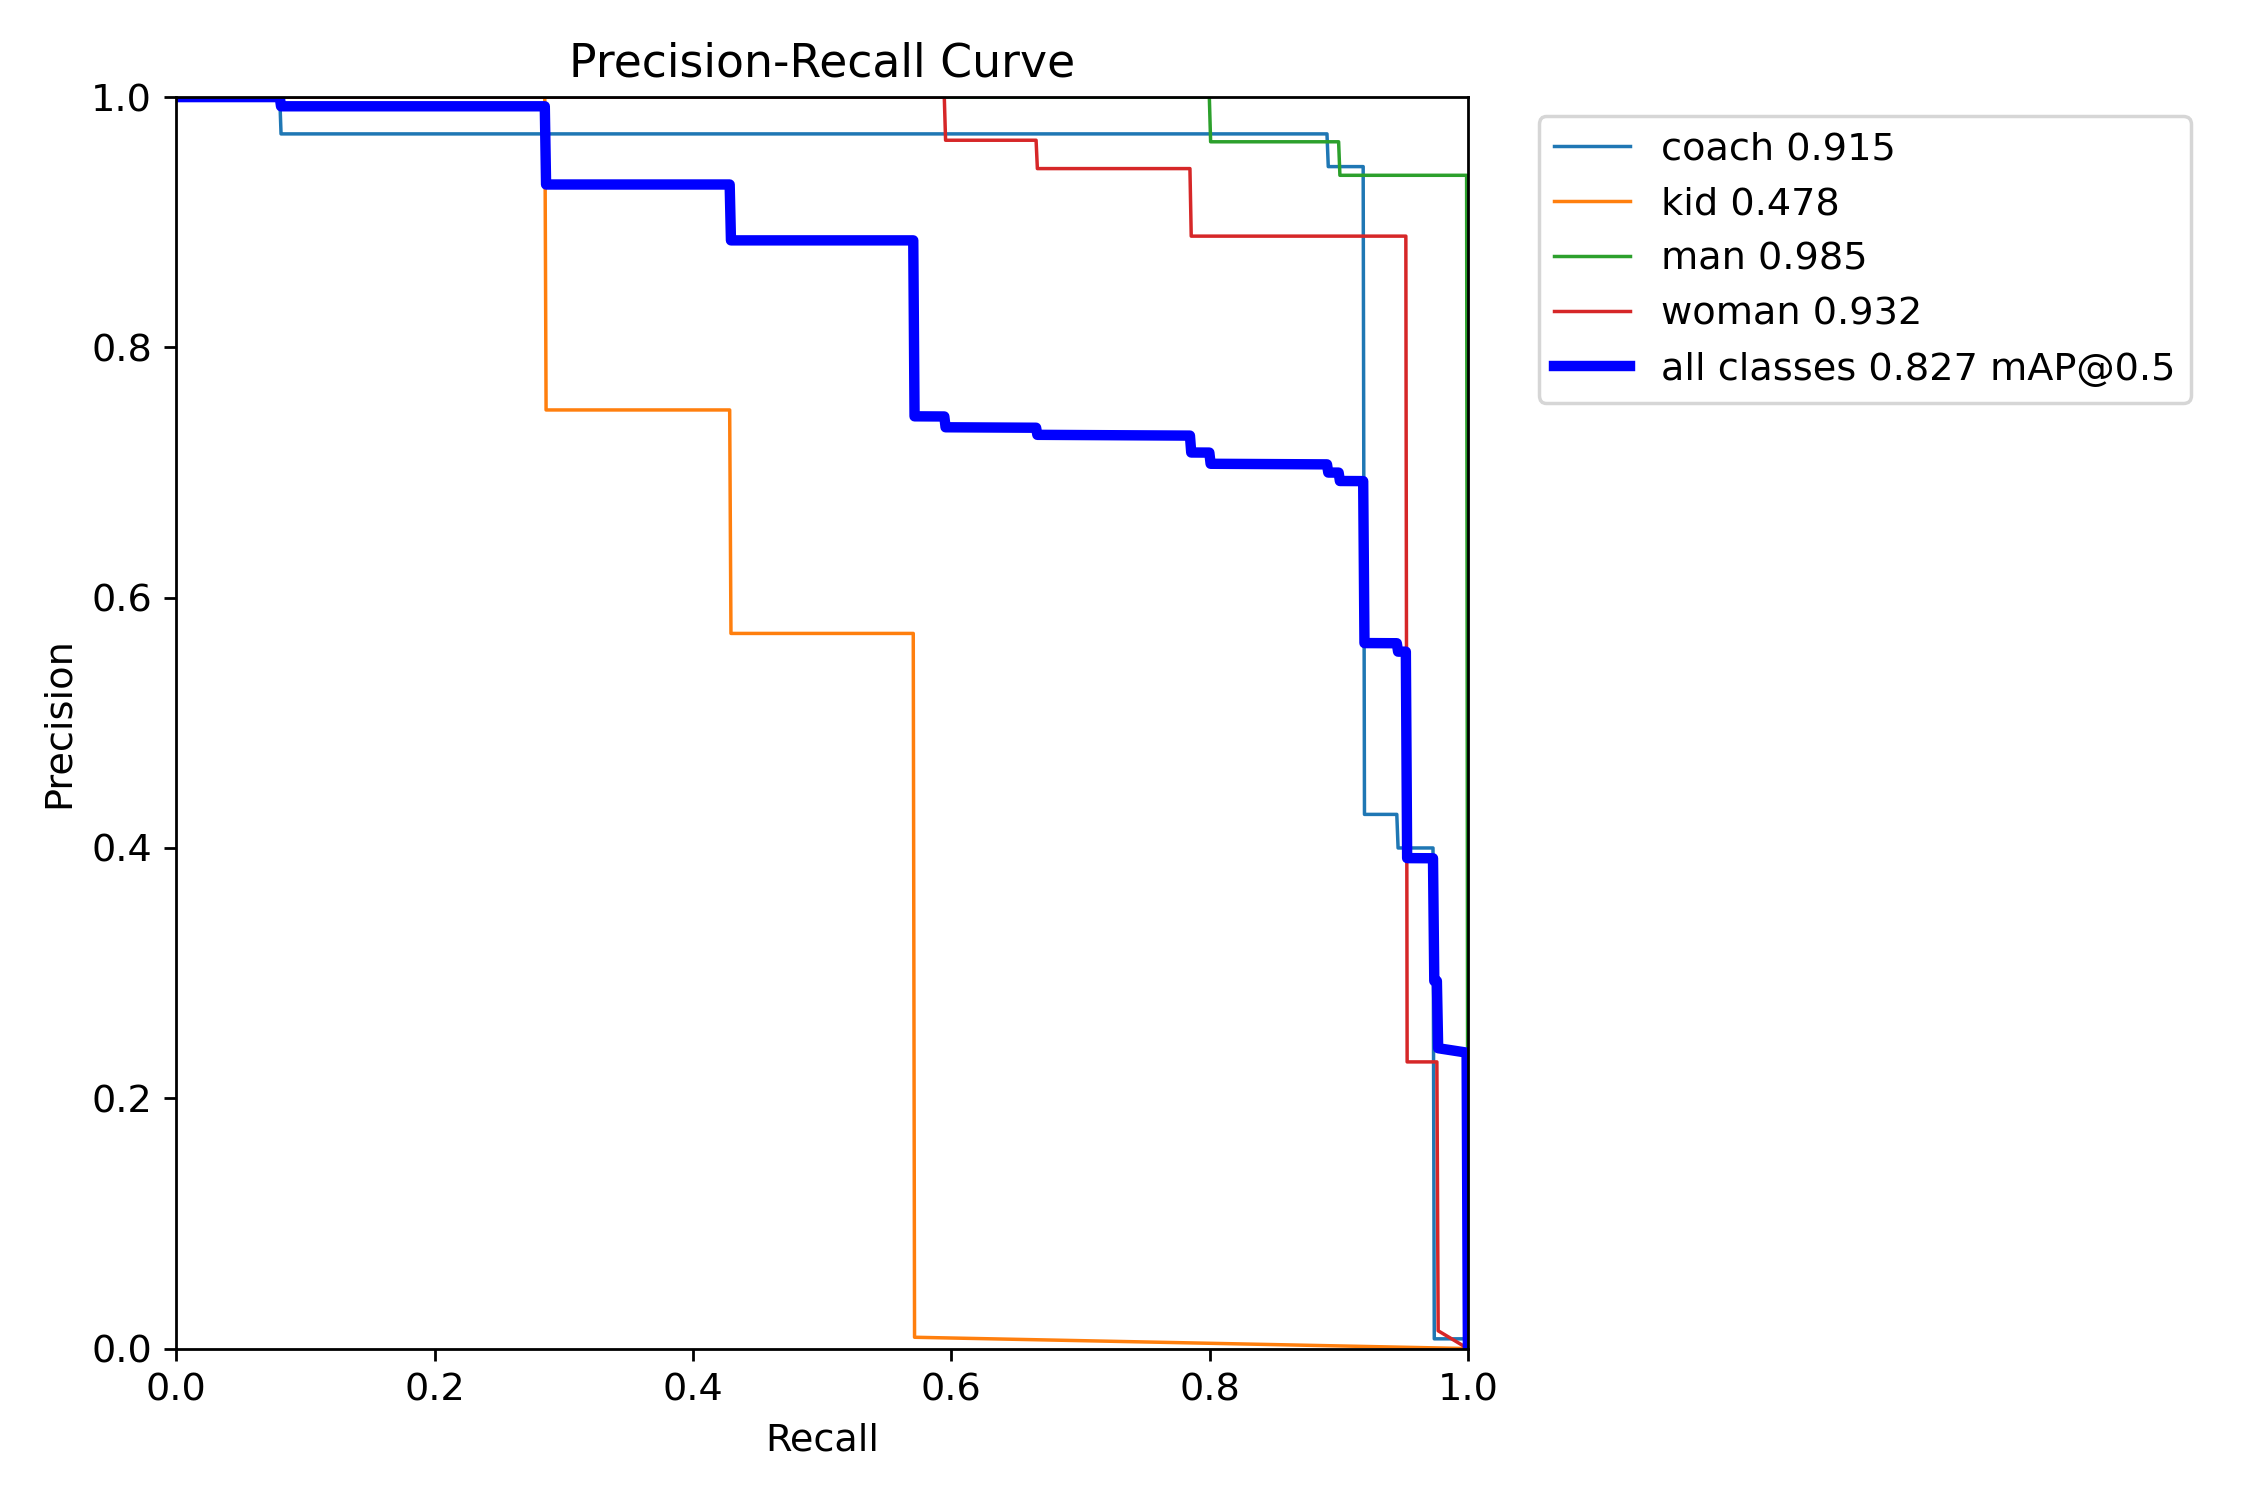 Precision-Recall Curve
1.0
0.8
0.6
0.4
0.2
0.0
Precision
0.0 0.2 0.4 0.6 0.8 1.0
Recall
coach 0.915
kid 0.478
man 0.985
woman 0.932
all classes 0.827 mAP@0.5